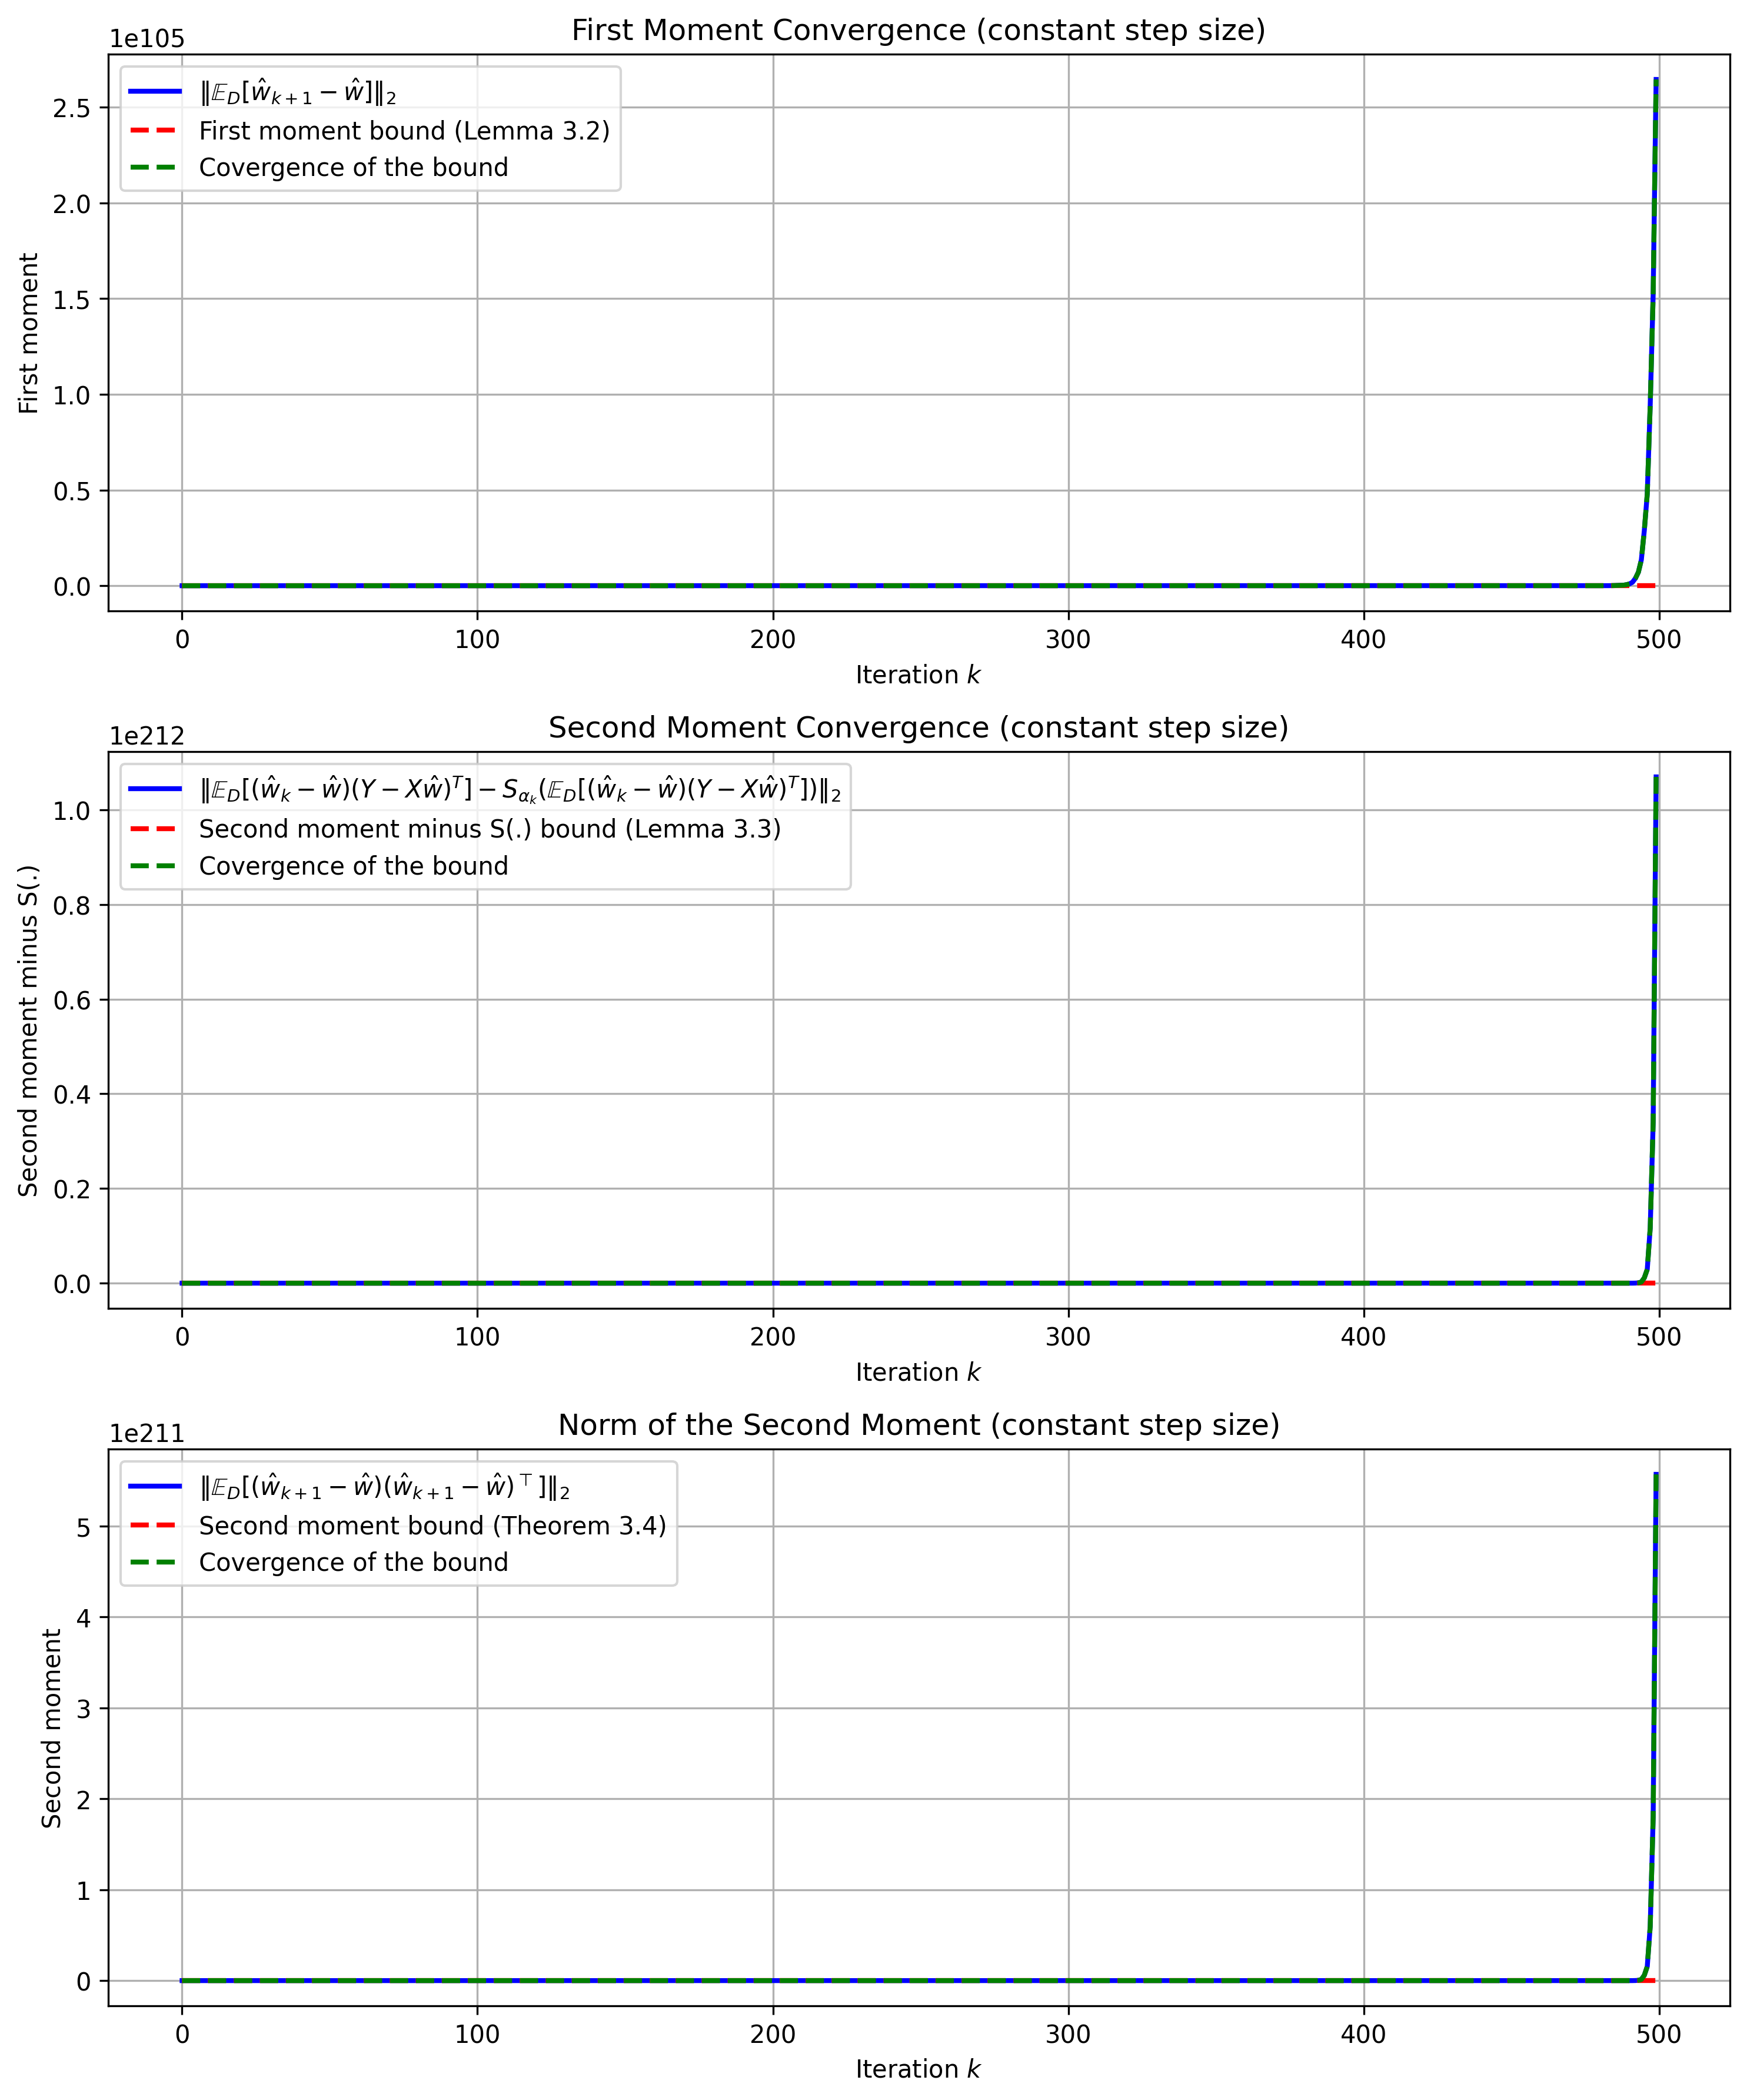 First Moment Convergence (constant step size)
1e105
‖𝔼_D[ŵ_{k+1} − ŵ]‖₂
First moment bound (Lemma 3.2)
Covergence of the bound
2.5
2.0
1.5
1.0
0.5
0.0
First moment
0 100 200 300 400 500
Iteration k
Second Moment Convergence (constant step size)
1e212
‖𝔼_D[(ŵ_k − ŵ)(Y − Xŵ)^T] − S_{α_k}(𝔼_D[(ŵ_k − ŵ)(Y − Xŵ)^T])‖₂
Second moment minus S(.) bound (Lemma 3.3)
Covergence of the bound
1.0
0.8
0.6
0.4
0.2
0.0
Second moment minus S(.)
0 100 200 300 400 500
Iteration k
Norm of the Second Moment (constant step size)
1e211
‖𝔼_D[(ŵ_{k+1} − ŵ)(ŵ_{k+1} − ŵ)^⊤]‖₂
Second moment bound (Theorem 3.4)
Covergence of the bound
5
4
3
2
1
0
Second moment
0 100 200 300 400 500
Iteration k